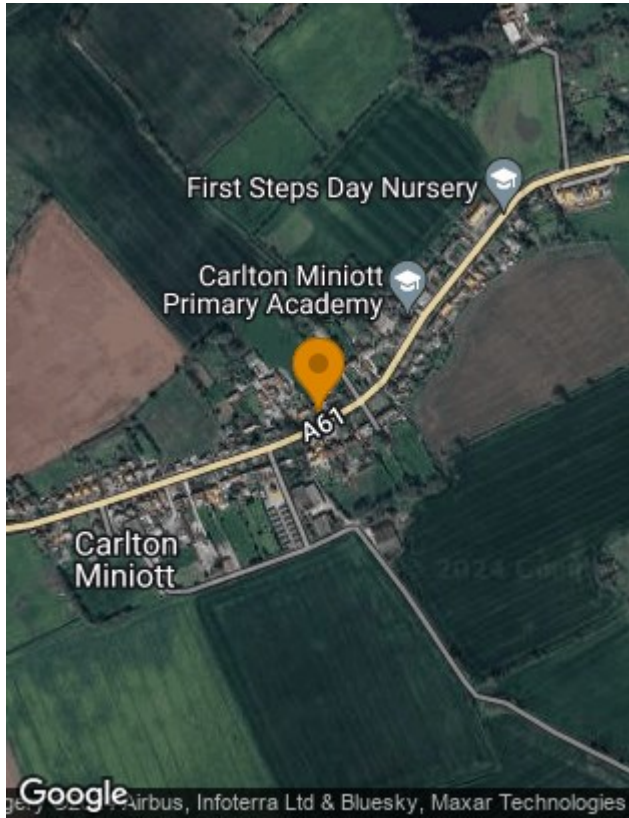 First Steps Day Nursery
Carlton Miniott
Primary Academy
A61
Carlton
Miniott
Google
Airbus, Infoterra Ltd & Bluesky, Maxar Technologies